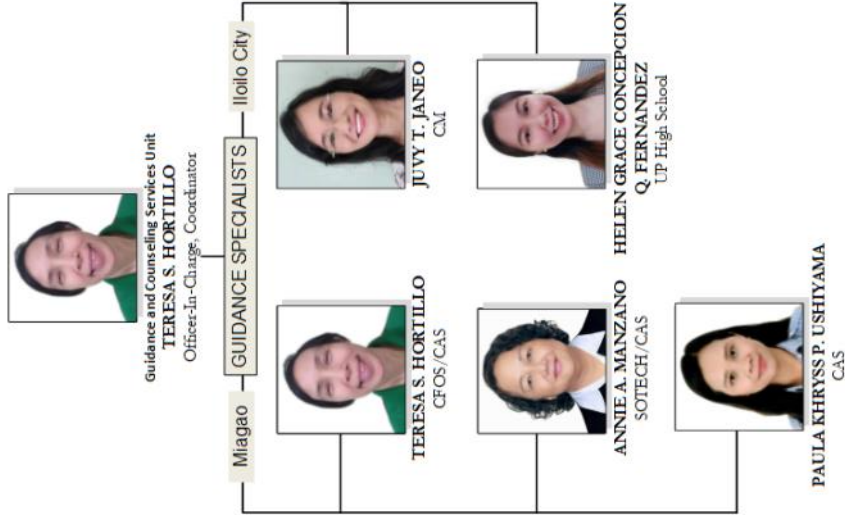 Guidance and Counseling Services Unit
TERESA S. HORTILLO
Officer-In-Charge, Coordinator
Miagao
GUIDANCE SPECIALISTS
Iloilo City
TERESA S. HORTILLO
CFOS/CAS
JUVY T. JANEO
CM
ANNIE A. MANZANO
SOTECH/CAS
HELEN GRACE CONCEPCION
Q. FERNANDEZ
UP High School
PAULA KHRYSS P. USHIYAMA
CAS